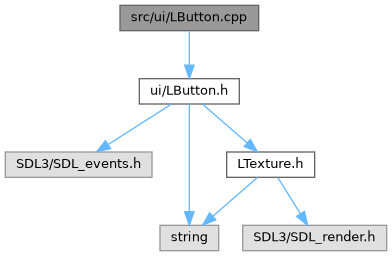 src/ui/LButton.cpp
ui/LButton.h
SDL3/SDL_events.h
LTexture.h
string
SDL3/SDL_render.h